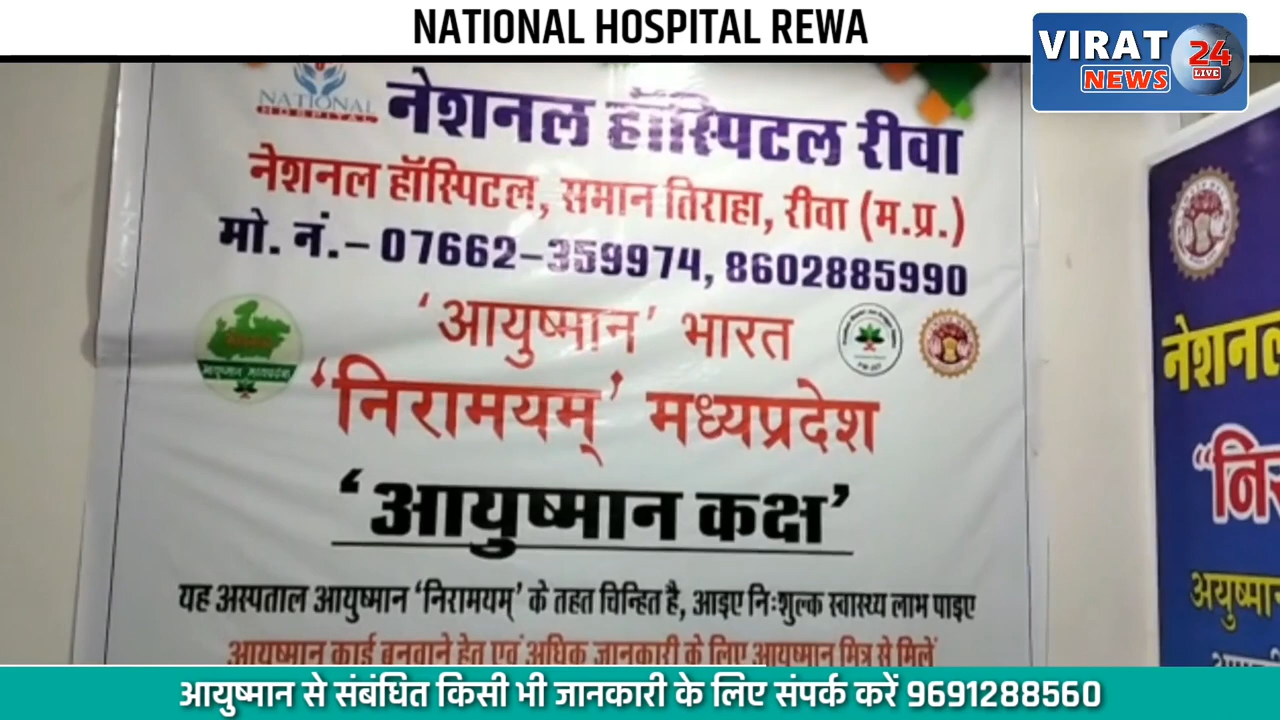 NATIONAL HOSPITAL REWA
VIRAT
NEWS
24
LIVE
NATIONAL
HOSPITAL
नेशनल हॉस्पिटल रीवा
नेशनल हॉस्पिटल, समान तिराहा, रीवा (म.प्र.)
मो. नं.– 07662–359974, 8602885990
‘आयुष्मान’ भारत
‘निरामयम्’ मध्यप्रदेश
‘आयुष्मान कक्ष’
यह अस्पताल आयुष्मान ‘निरामयम्’ के तहत चिन्हित है, आइए निःशुल्क स्वास्थ्य लाभ पाइए
आयुष्मान कार्ड बनवाने हेतु एवं अधिक जानकारी के लिए आयुष्मान मित्र से मिलें
आयुष्मान से संबंधित किसी भी जानकारी के लिए संपर्क करें 9691288560